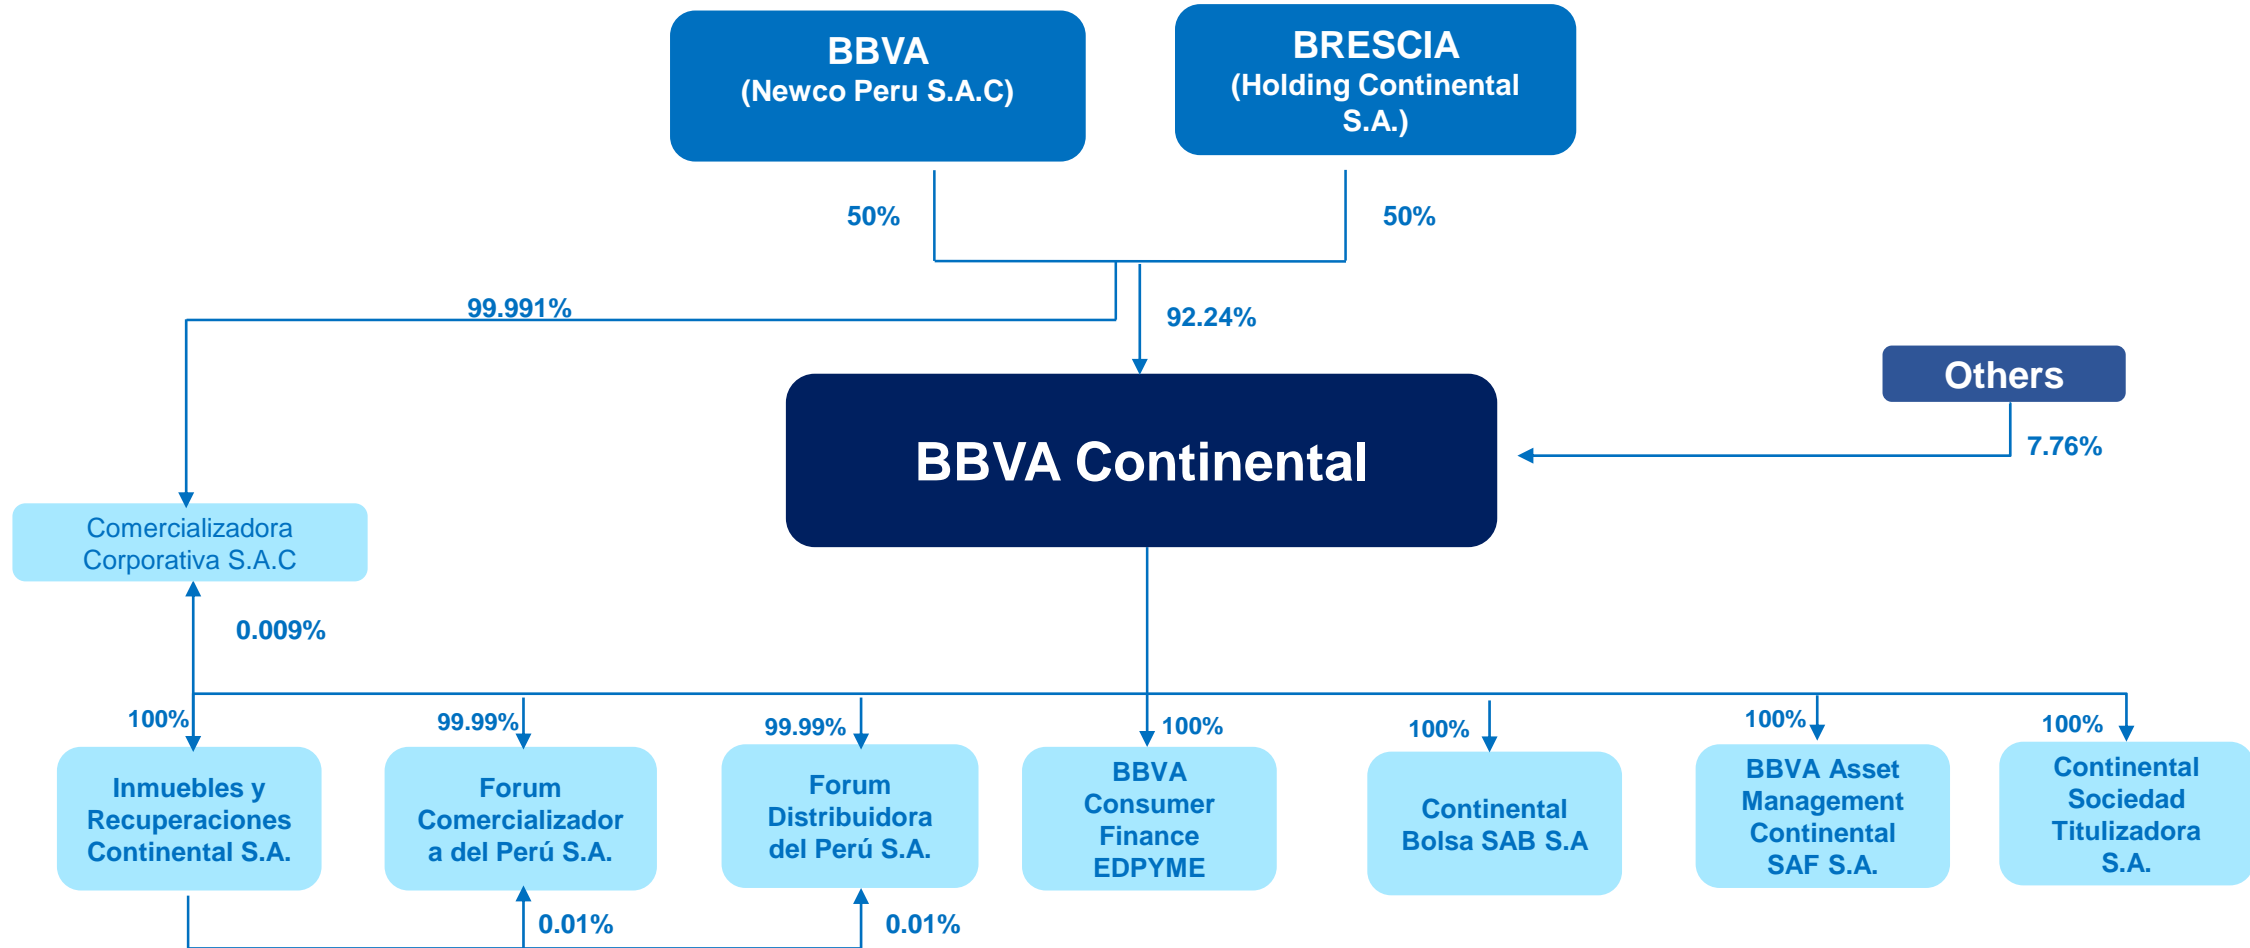 BBVA
(Newco Peru S.A.C)
BRESCIA
(Holding Continental
S.A.)
50%
50%
99.991%
92.24%
Others
7.76%
BBVA Continental
Comercializadora
Corporativa S.A.C
0.009%
100%
99.99%
99.99%
100%
100%
100%
100%
Inmuebles y
Recuperaciones
Continental S.A.
Forum
Comercializador
a del Perú S.A.
Forum
Distribuidora
del Perú S.A.
BBVA
Consumer
Finance
EDPYME
Continental
Bolsa SAB S.A
BBVA Asset
Management
Continental
SAF S.A.
Continental
Sociedad
Titulizadora
S.A.
0.01%
0.01%